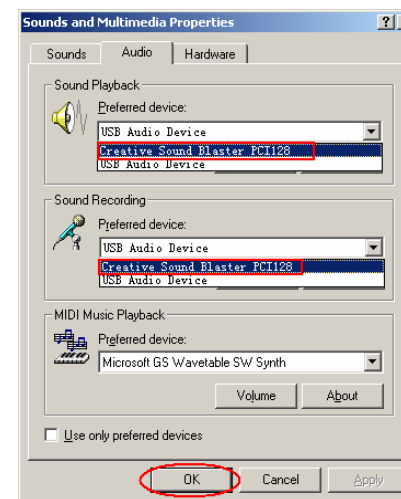 Sounds and Multimedia Properties
Sounds Audio Hardware
Sound Playback
Preferred device:
USB Audio Device
Creative Sound Blaster PCI128
USB Audio Device
Sound Recording
Preferred device:
USB Audio Device
Creative Sound Blaster PCI128
USB Audio Device
MIDI Music Playback
Preferred device:
Microsoft GS Wavetable SW Synth
Volume About
Use only preferred devices
OK Cancel Apply